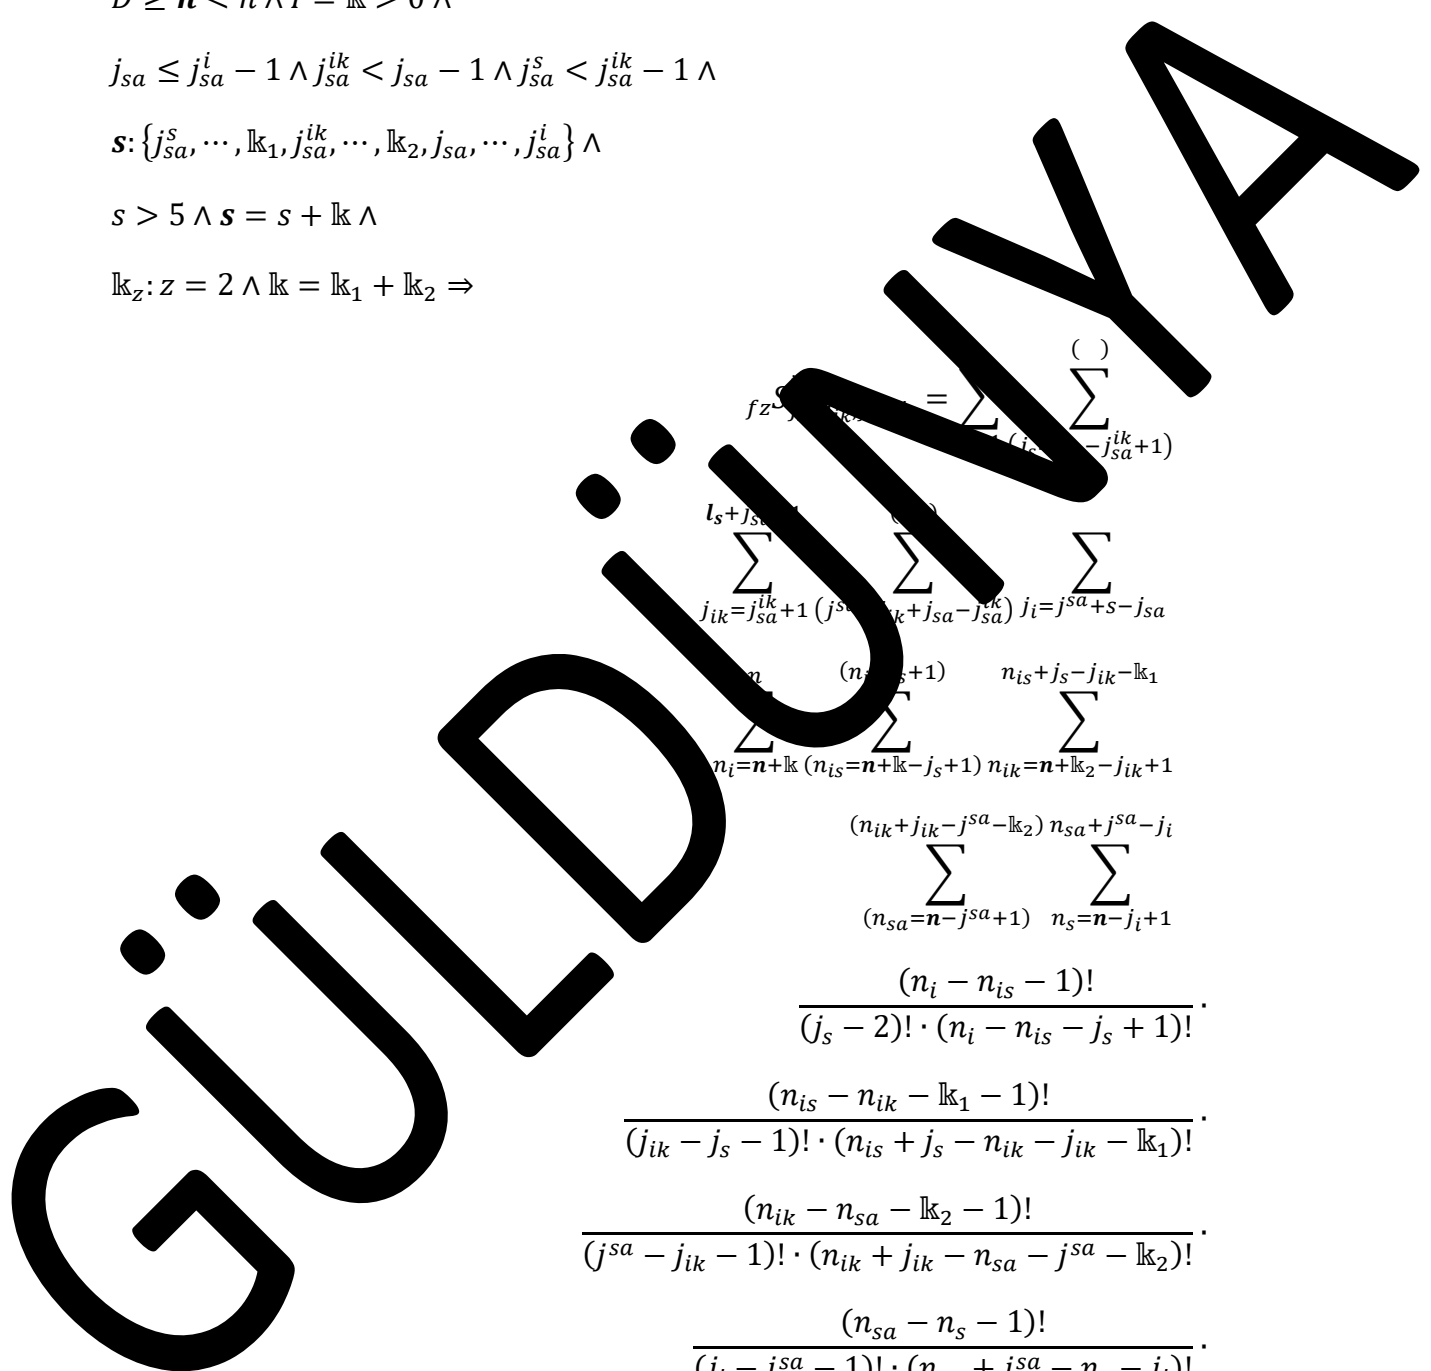 j_{sa} ≤ j_{sa}^{i} − 1 ∧ j_{sa}^{ik} < j_{sa} − 1 ∧ j_{sa}^{s} < j_{sa}^{ik} − 1 ∧
s: {j_{sa}^{s}, ⋯, 𝕜_1, j_{sa}^{ik}, ⋯, 𝕜_2, j_{sa}, ⋯, j_{sa}^{i}} ∧
s > 5 ∧ s = s + 𝕜 ∧
𝕜_z: z = 2 ∧ 𝕜 = 𝕜_1 + 𝕜_2 ⇒
( )
fz = ∑ ∑
−j_{sa}^{ik}+1)
∑ ∑ ∑
j_{ik}=j_{sa}^{ik}+1 j_i=j^{sa}+s−j_{sa}
n n_{is}+j_s−j_{ik}−𝕜_1
∑ ∑ ∑
n_i=n+𝕜 (n_{is}=n+𝕜−j_s+1) n_{ik}=n+𝕜_2−j_{ik}+1
(n_{ik}+j_{ik}−j^{sa}−𝕜_2) n_{sa}+j^{sa}−j_i
∑ ∑
(n_{sa}=n−j^{sa}+1) n_s=n−j_i+1
(n_i − n_{is} − 1)!
(j_s − 2)! · (n_i − n_{is} − j_s + 1)! ·
(n_{is} − n_{ik} − 𝕜_1 − 1)!
(j_{ik} − j_s − 1)! · (n_{is} + j_s − n_{ik} − j_{ik} − 𝕜_1)! ·
(n_{ik} − n_{sa} − 𝕜_2 − 1)!
(j^{sa} − j_{ik} − 1)! · (n_{ik} + j_{ik} − n_{sa} − j^{sa} − 𝕜_2)! ·
(n_{sa} − n_s − 1)!
GÜLDÜNYA